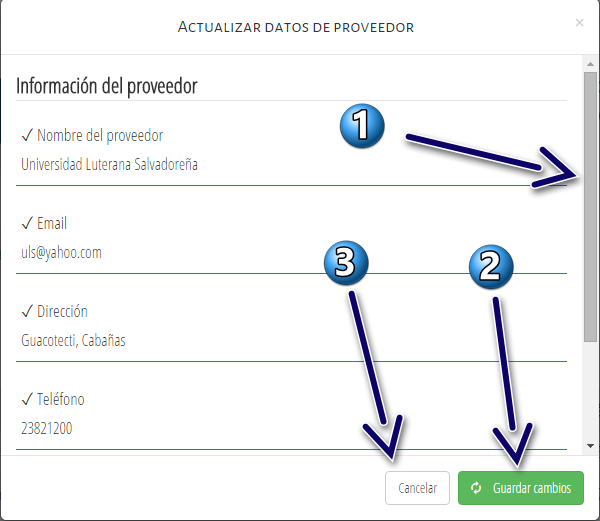 Actualizar datos de proveedor ×
Información del proveedor
1
✓ Nombre del proveedor
Universidad Luterana Salvadoreña
✓ Email
uls@yahoo.com
3 2
✓ Dirección
Guacotecti, Cabañas
✓ Teléfono
23821200
Cancelar Guardar cambios